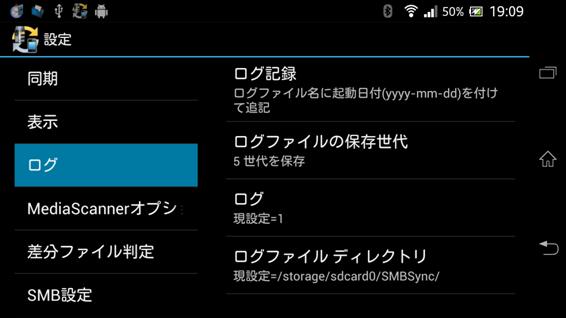 50% 19:09
設定
同期
表示
ログ
MediaScannerオプシ
差分ファイル判定
SMB設定
ログ記録
ログファイル名に起動日付(yyyy-mm-dd)を付け
て追記
ログファイルの保存世代
5 世代を保存
ログ
現設定=1
ログファイル ディレクトリ
現設定=/storage/sdcard0/SMBSync/